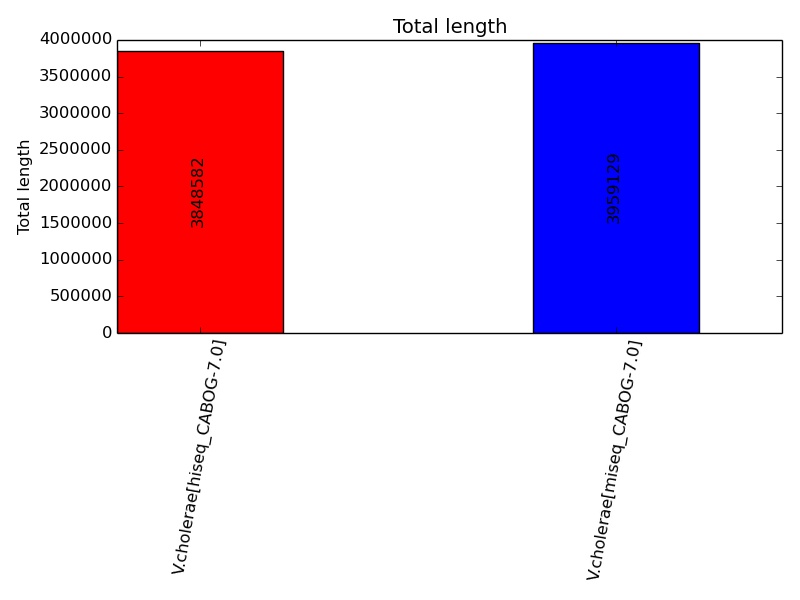 Total length
Total length
4000000
3500000
3000000
2500000
2000000
1500000
1000000
500000
0
3848582
3959129
V.cholerae[hiseq_CABOG-7.0]
V.cholerae[miseq_CABOG-7.0]